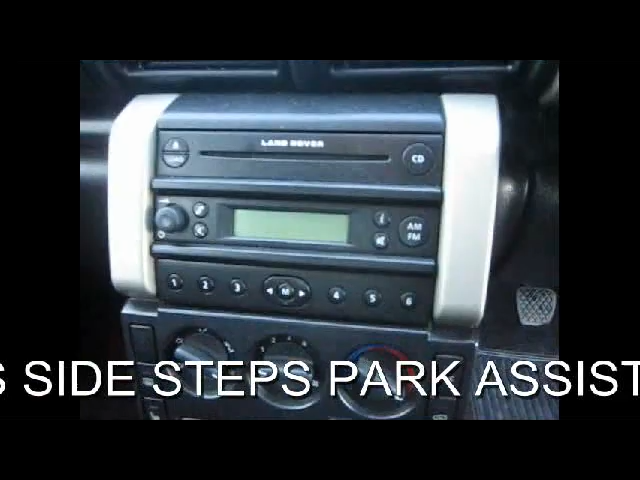 LAND ROVER
CD
i
AM
FM
1 2 3 M 4 5 6
S SIDE STEPS PARK ASSIST